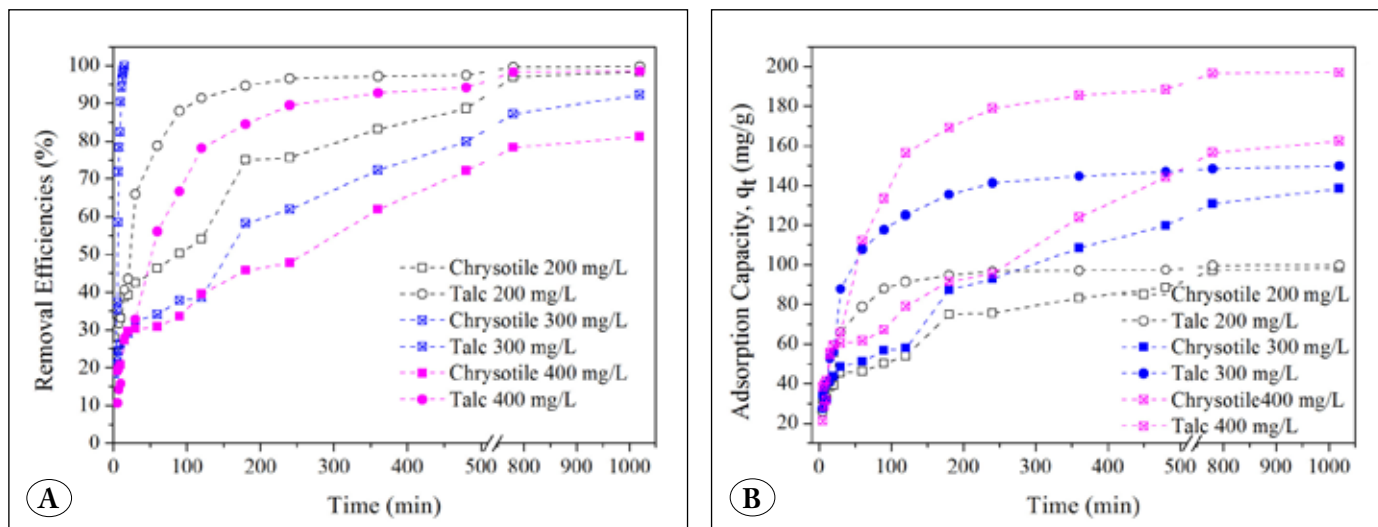 Removal Efficiencies (%)
100
90
80
70
60
50
40
30
20
10
0
Chrysotile 200 mg/L
Talc 200 mg/L
Chrysotile 300 mg/L
Talc 300 mg/L
Chrysotile 400 mg/L
Talc 400 mg/L
0 100 200 300 400 500 800 900 1000
Time (min)
A
Adsorption Capacity, qt (mg/g)
200
180
160
140
120
100
80
60
40
20
Chrysotile 200 mg/L
Talc 200 mg/L
Chrysotile 300 mg/L
Talc 300 mg/L
Chrysotile400 mg/L
Talc 400 mg/L
0 100 200 300 400 500 800 900 1000
Time (min)
B